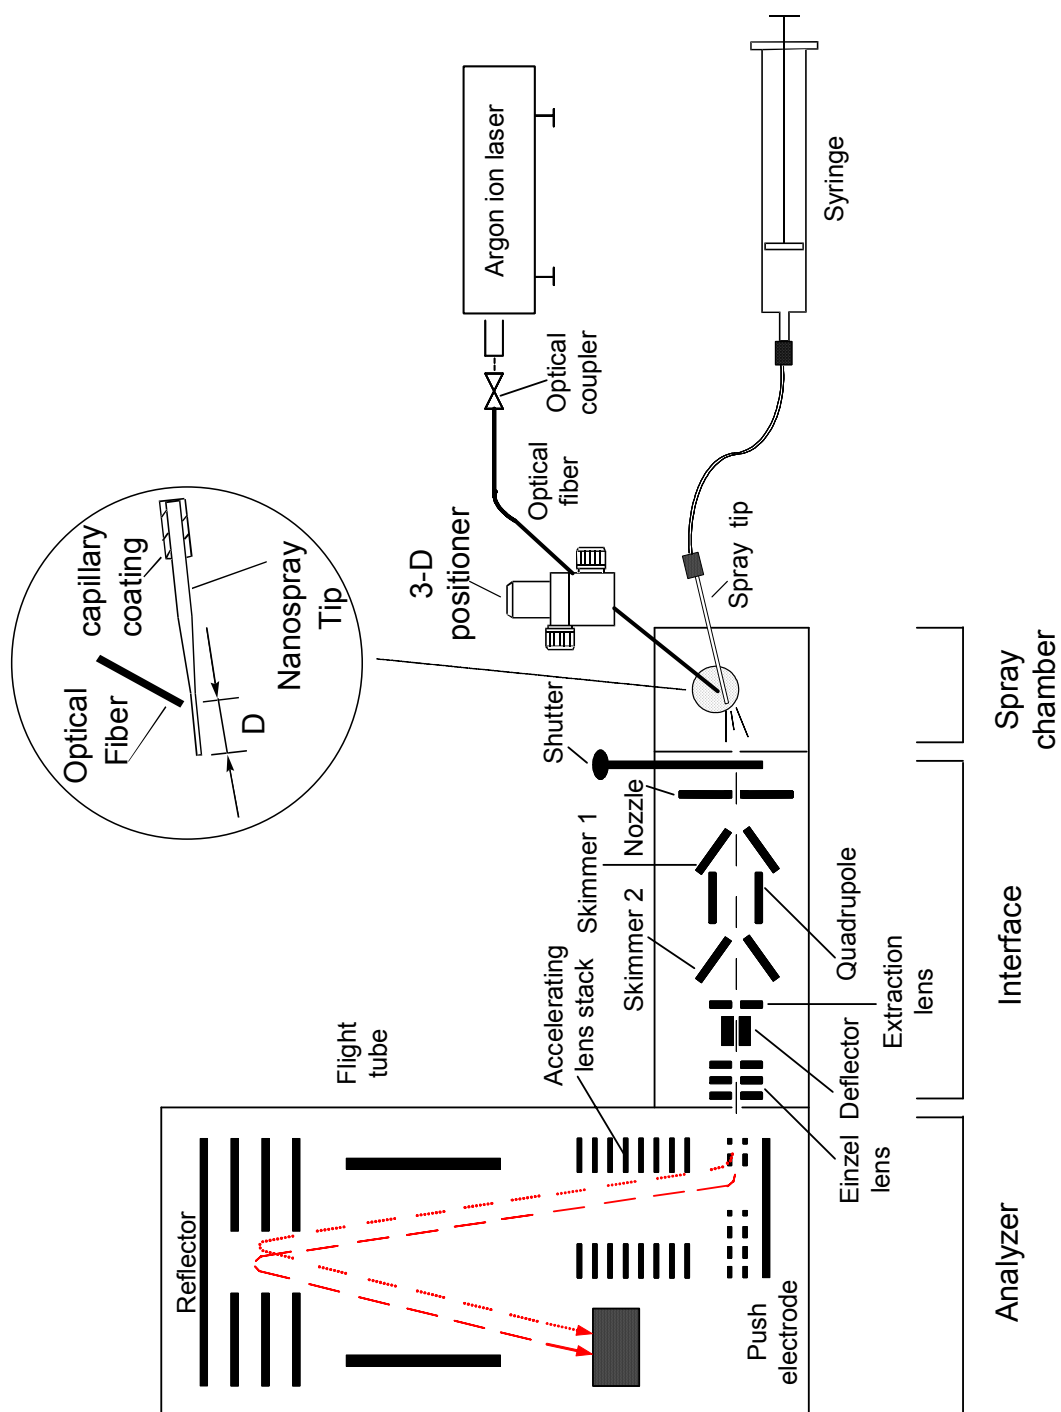 Argon ion laser
Syringe
Optical
coupler
Optical
fiber
3-D
positioner
Spray tip
capillary
coating
Nanospray
Tip
Optical
Fiber
D
Shutter
Nozzle
Skimmer 1
Skimmer 2
Quadrupole
Extraction
lens
Deflector
Einzel
lens
Accelerating
lens stack
Flight
tube
Reflector
Push
electrode
Spray
chamber
Interface
Analyzer